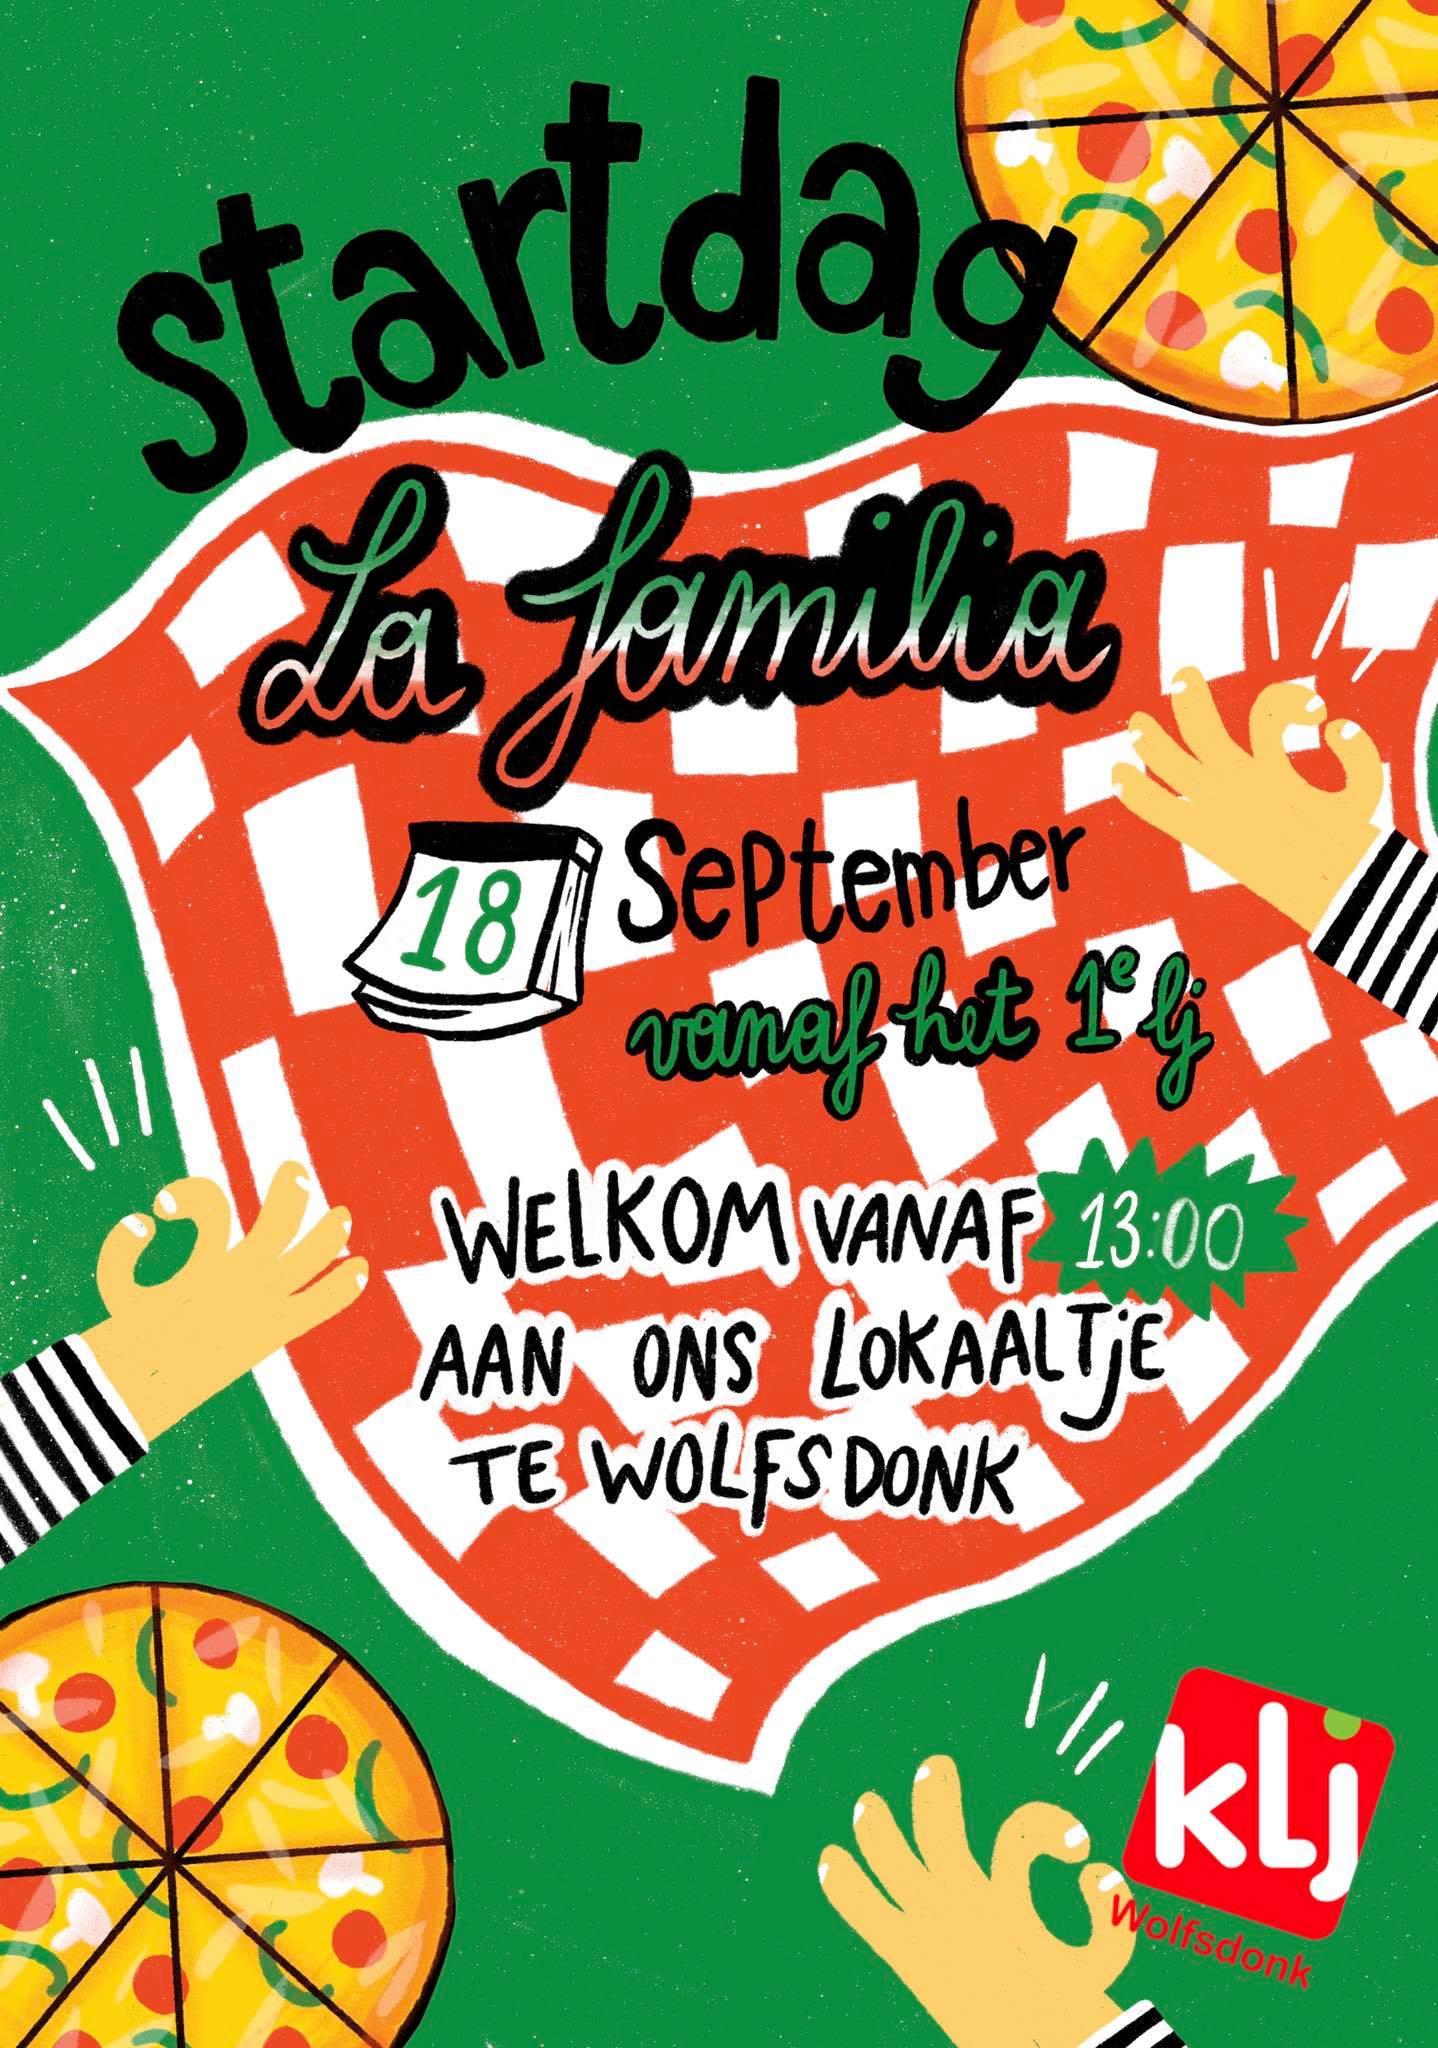 startdag
La familia
18 September
vanaf het 1e lj
WELKOM VANAF 13:00
AAN ONS LOKAALTjE
TE WOLFSDONK
kLj
Wolfsdonk